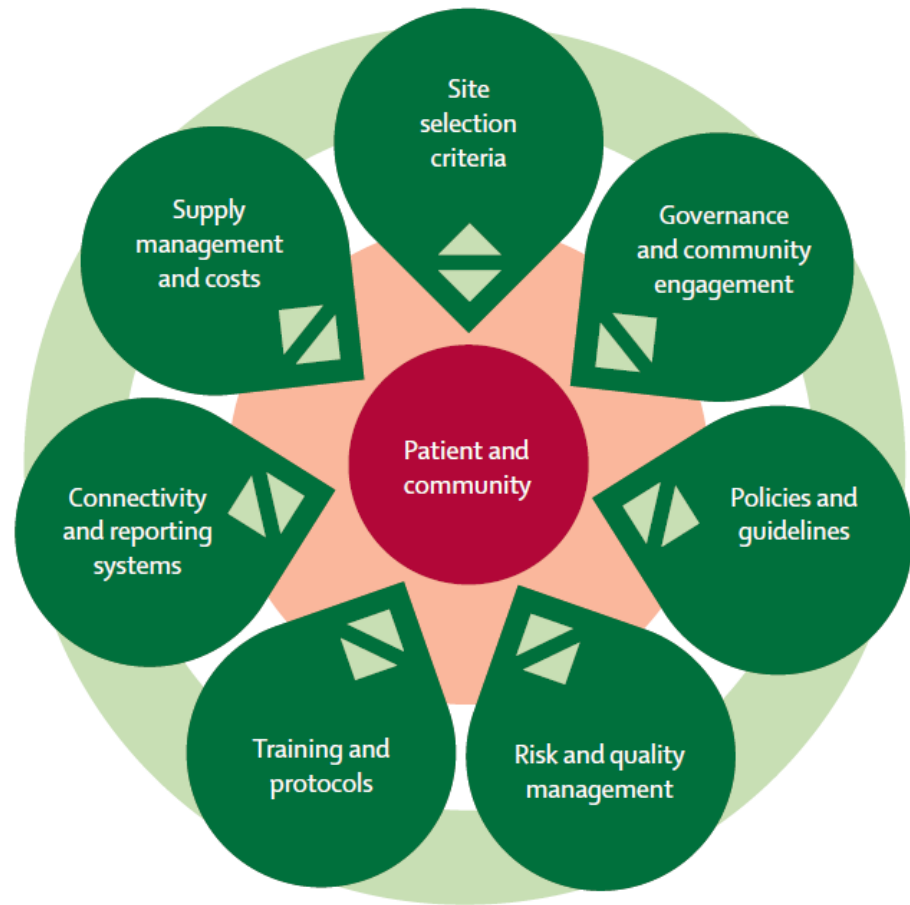 Site
selection
criteria
Governance
and community
engagement
Policies and
guidelines
Risk and quality
management
Training and
protocols
Connectivity
and reporting
systems
Supply
management
and costs
Patient and
community